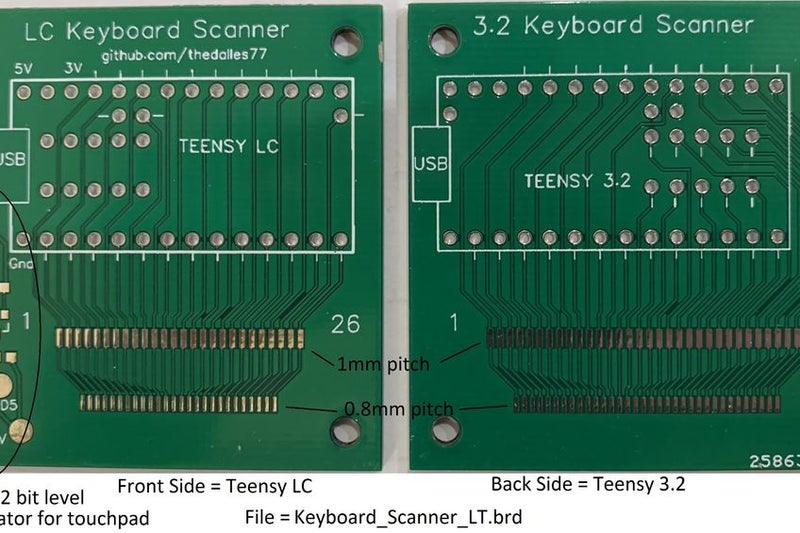 LC Keyboard Scanner
github.com/thedalles77
5V 3V
USB
TEENSY LC
Gnd
1 26
D5
V
3.2 Keyboard Scanner
USB
TEENSY 3.2
1
1mm pitch
0.8mm pitch
25863
Front Side = Teensy LC
Back Side = Teensy 3.2
2 bit level
ator for touchpad
File = Keyboard_Scanner_LT.brd